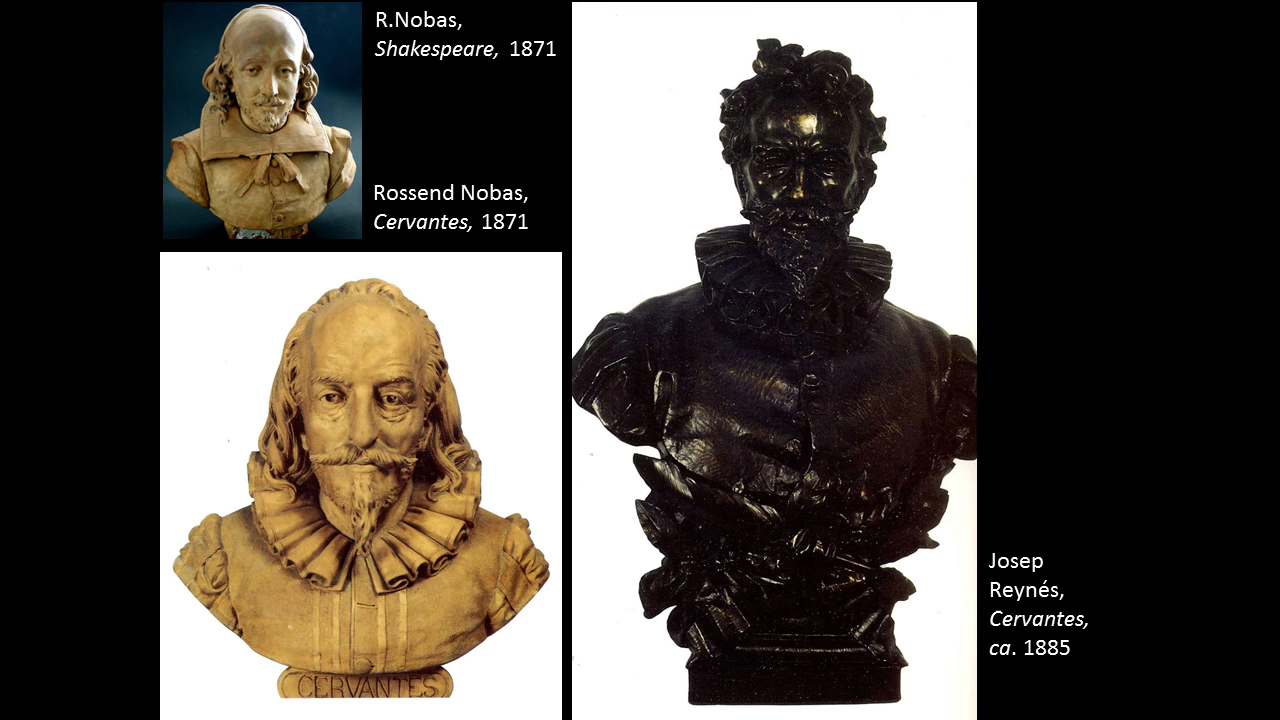 R.Nobas,
Shakespeare, 1871
Rossend Nobas,
Cervantes, 1871
CERVANTES
Josep
Reynés,
Cervantes,
ca. 1885